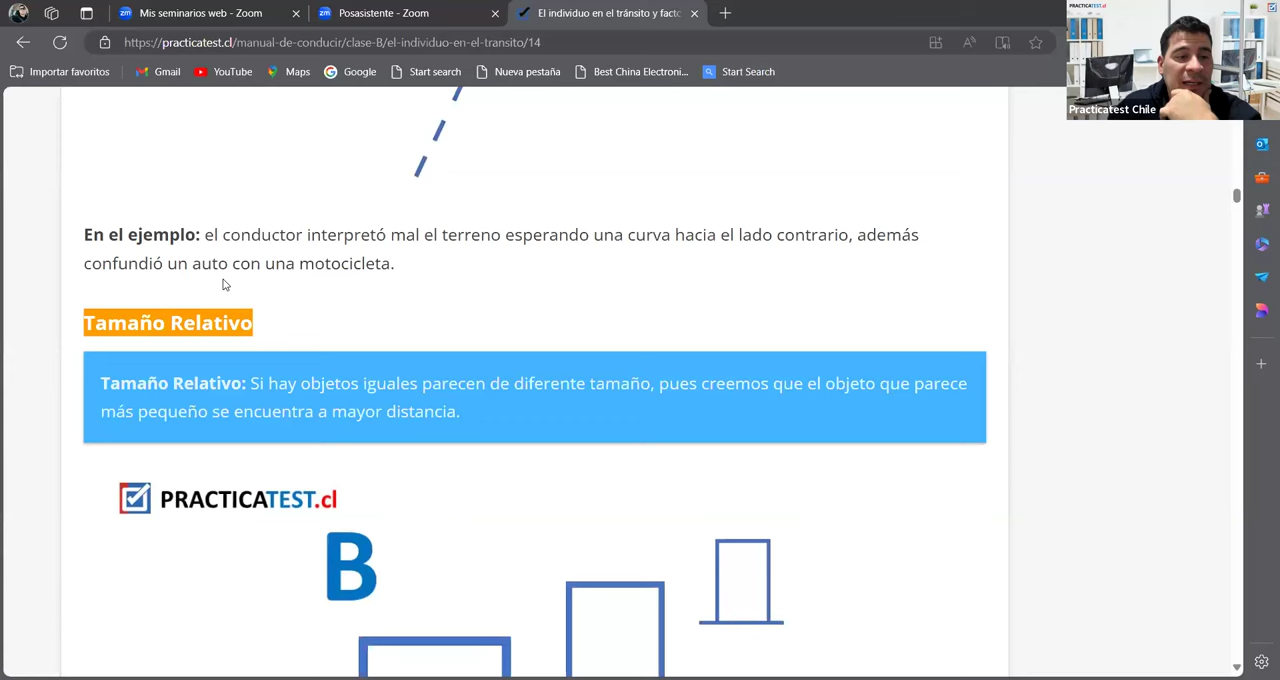 Mis seminarios web - Zoom
Posasistente - Zoom
El individuo en el tránsito y facto
https://practicatest.cl/manual-de-conducir/clase-B/el-individuo-en-el-transito/14
Importar favoritos
Gmail
YouTube
Maps
Google
Start search
Nueva pestaña
Best China Electroni...
Start Search
PRACTICATEST.cl
Practicatest Chile
En el ejemplo: el conductor interpretó mal el terreno esperando una curva hacia el lado contrario, además
confundió un auto con una motocicleta.
Tamaño Relativo
Tamaño Relativo: Si hay objetos iguales parecen de diferente tamaño, pues creemos que el objeto que parece
más pequeño se encuentra a mayor distancia.
PRACTICATEST.cl
B